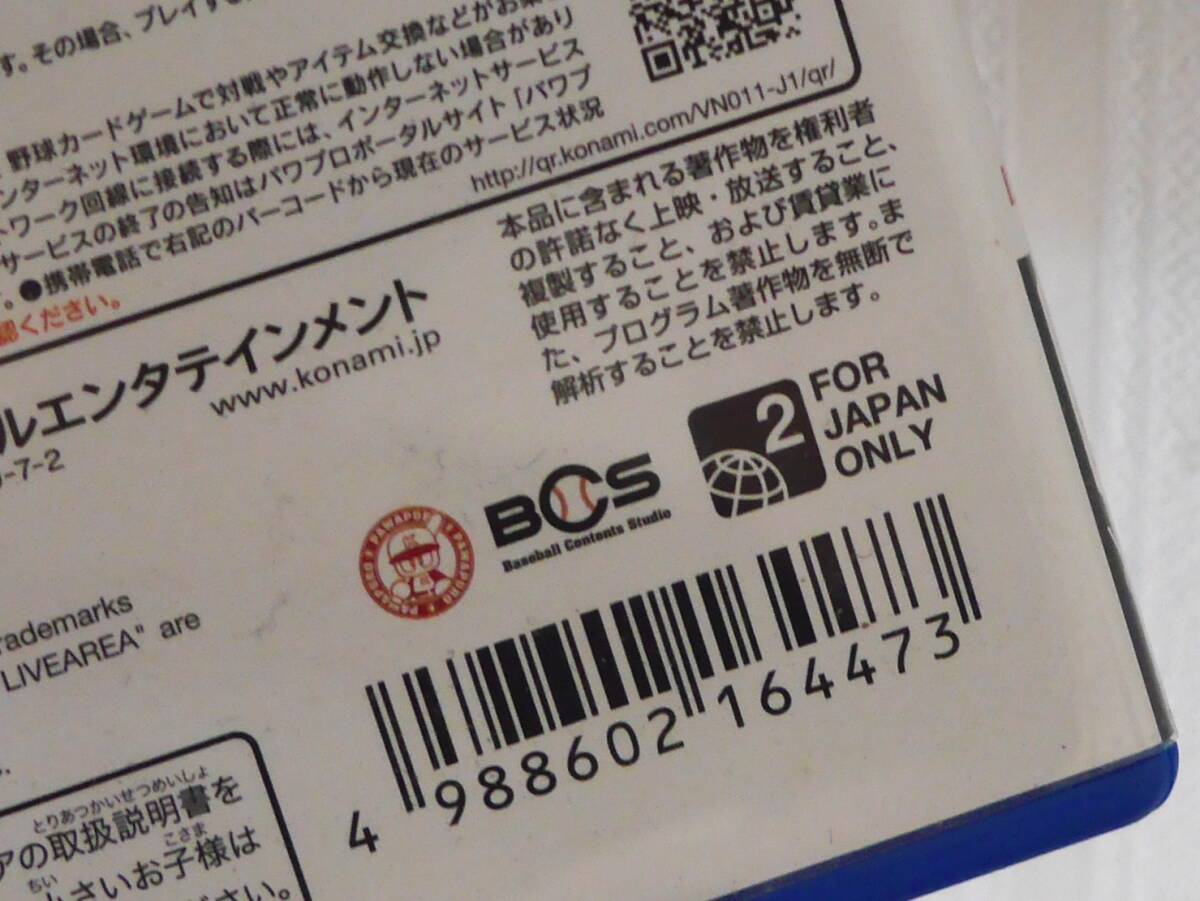 す。その場合、プレイす
野球カードゲームで対戦やアイテム交換などがお
ンターネット環境において正常に動作しない場合があり
トワーク回線に接続する際には、インターネットサービス
サービスの終了の告知はパワプロポータルサイト「パワプ
す。●携帯電話で右記のバーコードから現在のサービス状況
認ください。
http://qr.konami.com/VN011-J1/qr/
本品に含まれる著作物を権利者
の許諾なく上映・放送すること、
複製すること、および賃貸業に
使用することを禁止します。ま
た、プログラム著作物を無断で
解析することを禁止します。
ルエンタテインメント
www.konami.jp
-7-2
2
FOR
JAPAN
ONLY
PAWAPURO PAWAPURO PAWAPURO
BCS
Baseball Contents Studio
rademarks
LIVEAREA" are
4 988602 164473
とりあつかいせつめいしょ
アの取扱説明書を
こさま
ちい
さいお子様は
ださい。